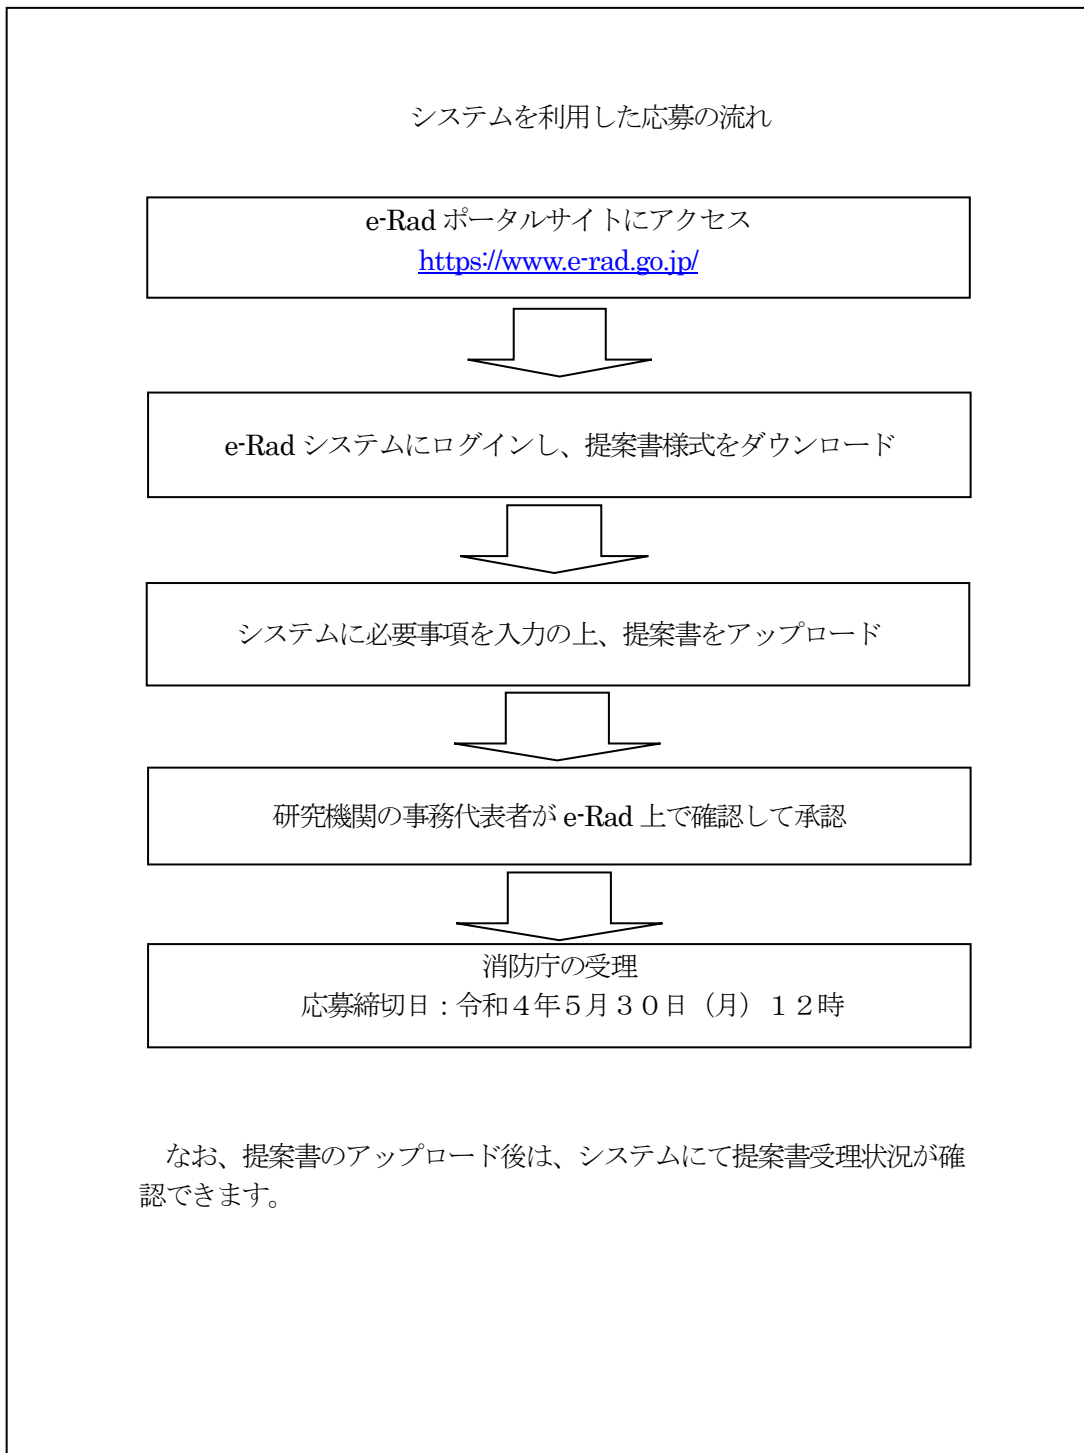 システムを利用した応募の流れ
e-Rad ポータルサイトにアクセス
https://www.e-rad.go.jp/
e-Rad システムにログインし、提案書様式をダウンロード
システムに必要事項を入力の上、提案書をアップロード
研究機関の事務代表者が e-Rad 上で確認して承認
消防庁の受理
応募締切日：令和４年５月３０日（月）１２時
なお、提案書のアップロード後は、システムにて提案書受理状況が確
認できます。